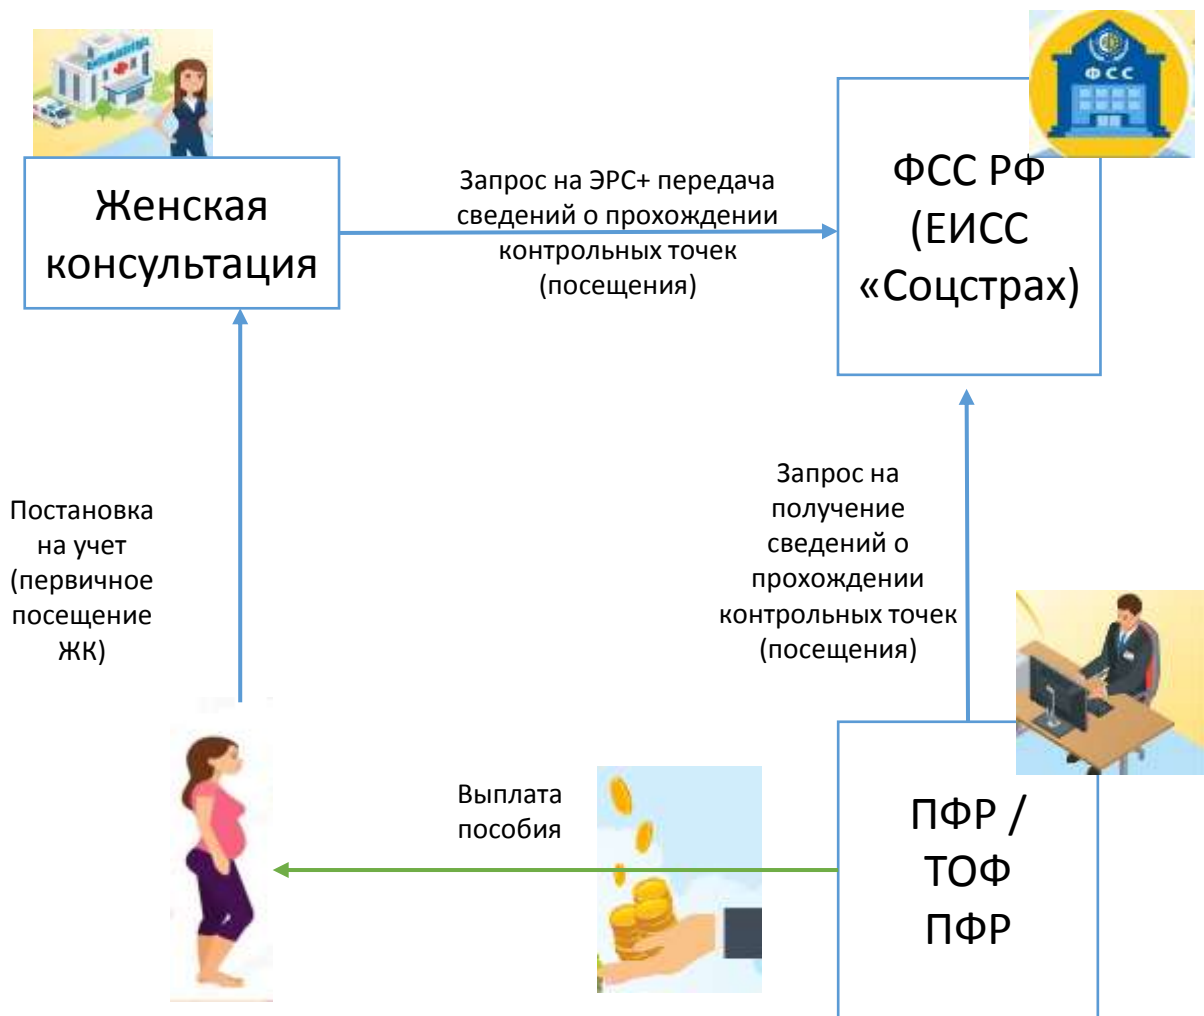 ФСС
Женская
консультация
Запрос на ЭРС+ передача
сведений о прохождении
контрольных точек
(посещения)
ФСС РФ
(ЕИСС
«Соцстрах)
Постановка
на учет
(первичное
посещение
ЖК)
Запрос на
получение
сведений о
прохождении
контрольных точек
(посещения)
Выплата
пособия
ПФР /
ТОФ
ПФР